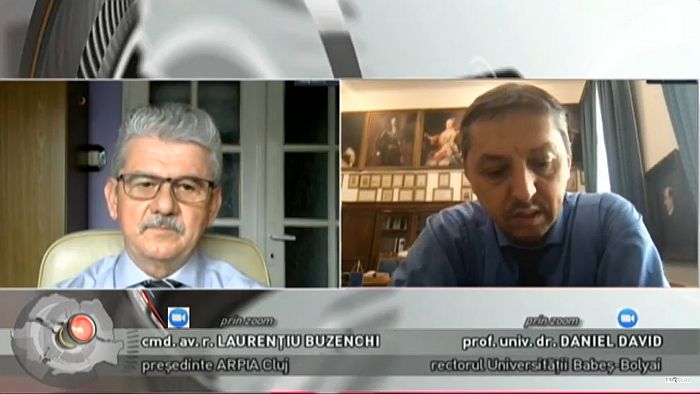 prin zoom
cmd. av. r. LAURENȚIU BUZENCHI
președinte ARPIA Cluj
prin zoom
prof. univ. dr. DANIEL DAVID
rectorul Universității Babeș-Bolyai